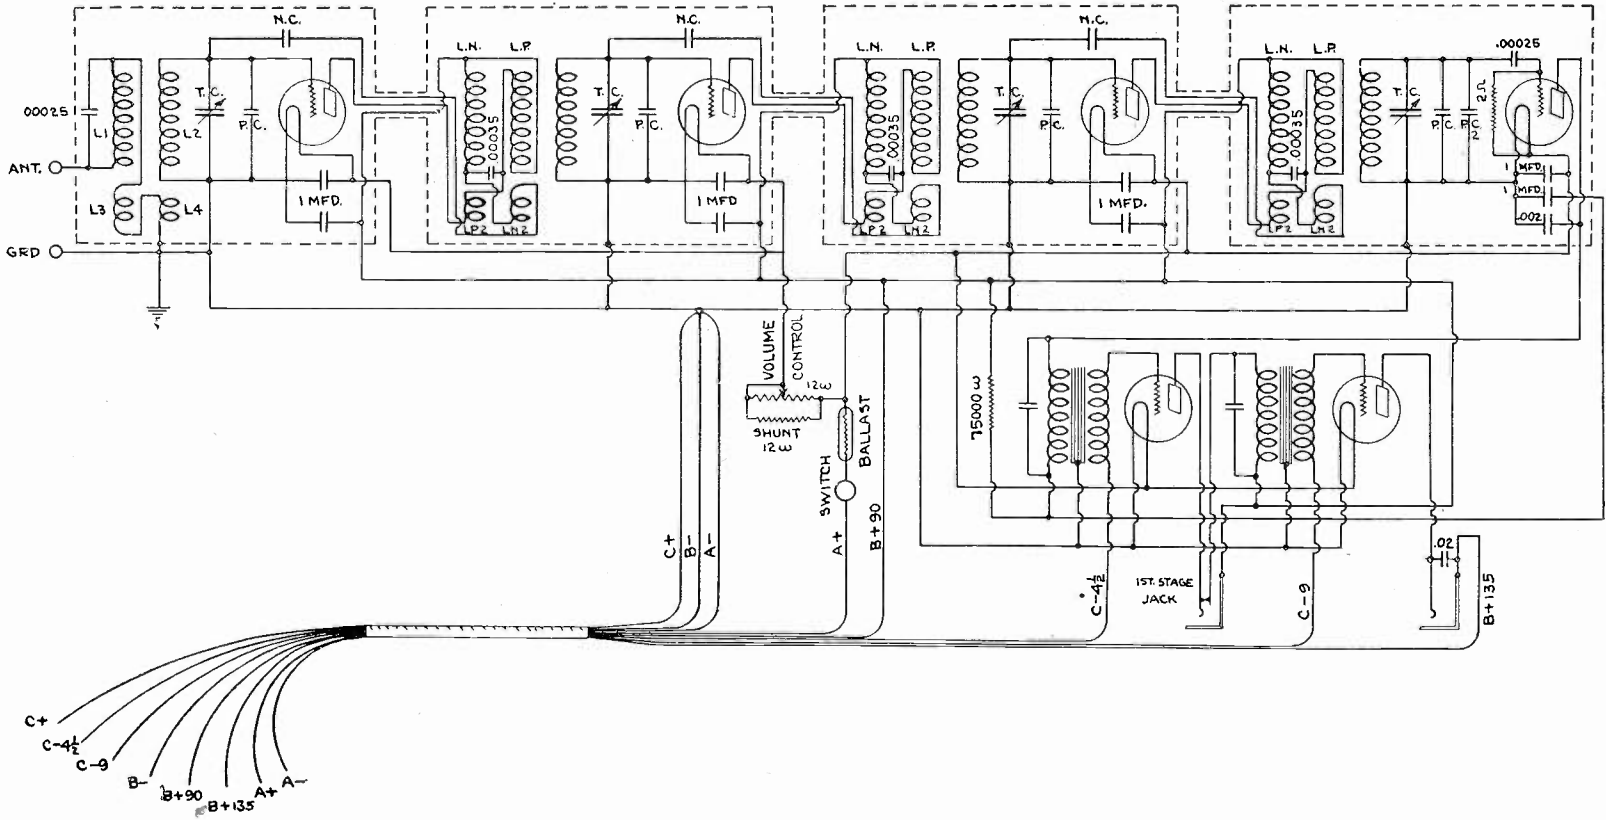 N.C.
N.C.
N.C.
L.N. L.P.
L.N. L.P.
L.N. L.P.
.00025
00025
L1
L2
T.C.
P.C.
.00035
T.C.
P.C.
.00035
T.C.
P.C.
.00035
T.C.
P.C.
P.C.
2
2Ω
ANT.
L3
L4
1 MFD.
LP2 LN2
1 MFD
LP2 LN2
1 MFD.
LP2 LN2
1 MFD.
1 MFD.
.002
GRD
VOLUME
CONTROL
12ω
SHUNT
12ω
BALLAST
SWITCH
75000ω
C+
B-
A-
A+
B+90
C-4½
1ST. STAGE
JACK
C-9
.02
B+135
C+
C-4½
C-9
B-
B+90
B+135
A+
A-